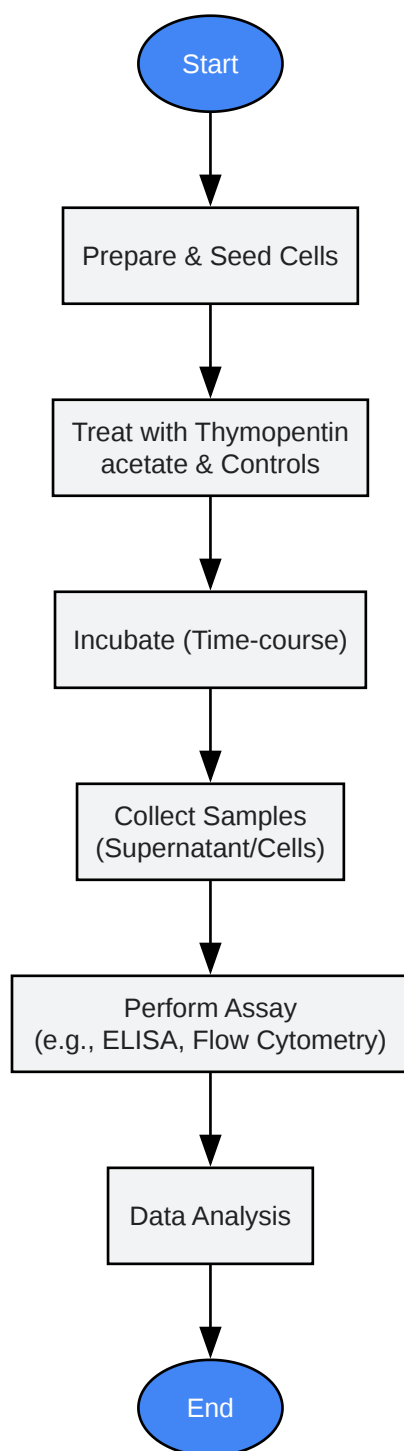 Start
Prepare & Seed Cells
Treat with Thymopentin
acetate & Controls
Incubate (Time-course)
Collect Samples
(Supernatant/Cells)
Perform Assay
(e.g., ELISA, Flow Cytometry)
Data Analysis
End